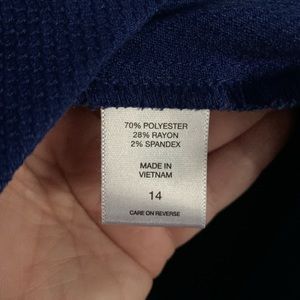 70% POLYESTER
28% RAYON
2% SPANDEX
MADE IN
VIETNAM
14
CARE ON REVERSE